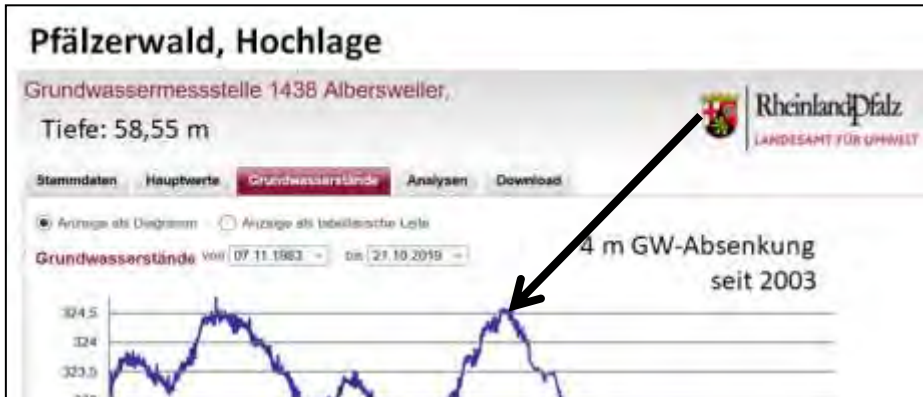 Pfälzerwald, Hochlage
Grundwassermessstelle 1438 Albersweiler,
Tiefe: 58,55 m
RheinlandPfalz
LANDESAMT FÜR UMWELT
Stammdaten Hauptwerte Grundwasserstände Analysen Download
Anzeige als Diagramm Anzeige als tabellarische Liste
Grundwasserstände von 07.11.1983 bis 21.10.2019
4 m GW-Absenkung
seit 2003
324,5
324
323,5